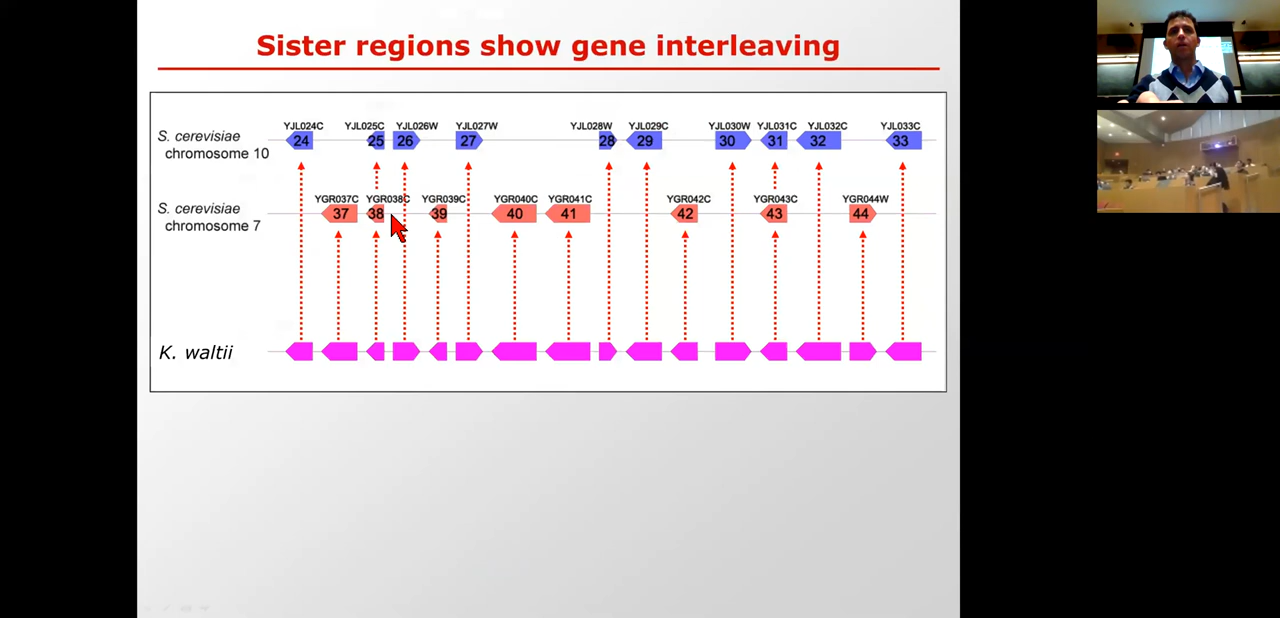 Sister regions show gene interleaving
YJL024C YJL025C YJL026W YJL027W YJL028W YJL029C YJL030W YJL031C YJL032C YJL033C
S. cerevisiae
chromosome 10
24 25 26 27 28 29 30 31 32 33
YGR037C YGR038C YGR039C YGR040C YGR041C YGR042C YGR043C YGR044W
S. cerevisiae
chromosome 7
37 38 39 40 41 42 43 44
K. waltii